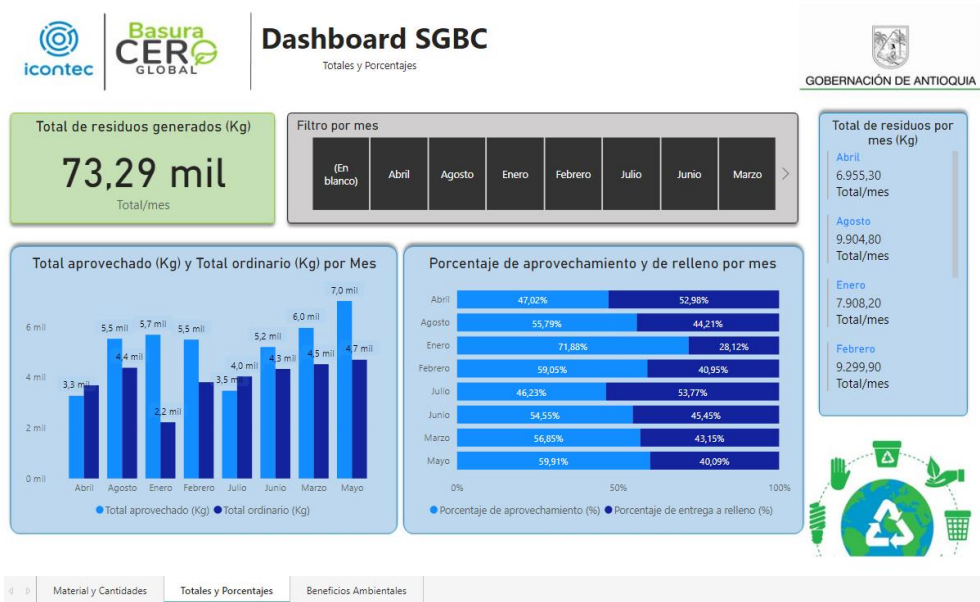 icontec
Basura
CERO
GLOBAL
Dashboard SGBC
Totales y Porcentajes
GOBERNACIÓN DE ANTIOQUIA
Total de residuos generados (Kg)
73,29 mil
Total/mes
Filtro por mes
(En
blanco)
Abril
Agosto
Enero
Febrero
Julio
Junio
Marzo
Total de residuos por
mes (Kg)
Abril
6.955,30
Total/mes
Agosto
9.904,80
Total/mes
Enero
7.908,20
Total/mes
Febrero
9.299,90
Total/mes
Total aprovechado (Kg) y Total ordinario (Kg) por Mes
6 mil
4 mil
2 mil
0 mil
3,3 mil
5,5 mil
4,4 mil
5,7 mil
2,2 mil
5,5 mil
3,5 mil
4,0 mil
5,2 mil
4,3 mil
6,0 mil
4,5 mil
7,0 mil
4,7 mil
Abril Agosto Enero Febrero Julio Junio Marzo Mayo
Total aprovechado (Kg) Total ordinario (Kg)
Porcentaje de aprovechamiento y de relleno por mes
Abril 47,02% 52,98%
Agosto 55,79% 44,21%
Enero 71,88% 28,12%
Febrero 59,05% 40,95%
Julio 46,23% 53,77%
Junio 54,55% 45,45%
Marzo 56,85% 43,15%
Mayo 59,91% 40,09%
0% 50% 100%
Porcentaje de aprovechamiento (%) Porcentaje de entrega a relleno (%)
Material y Cantidades
Totales y Porcentajes
Beneficios Ambientales